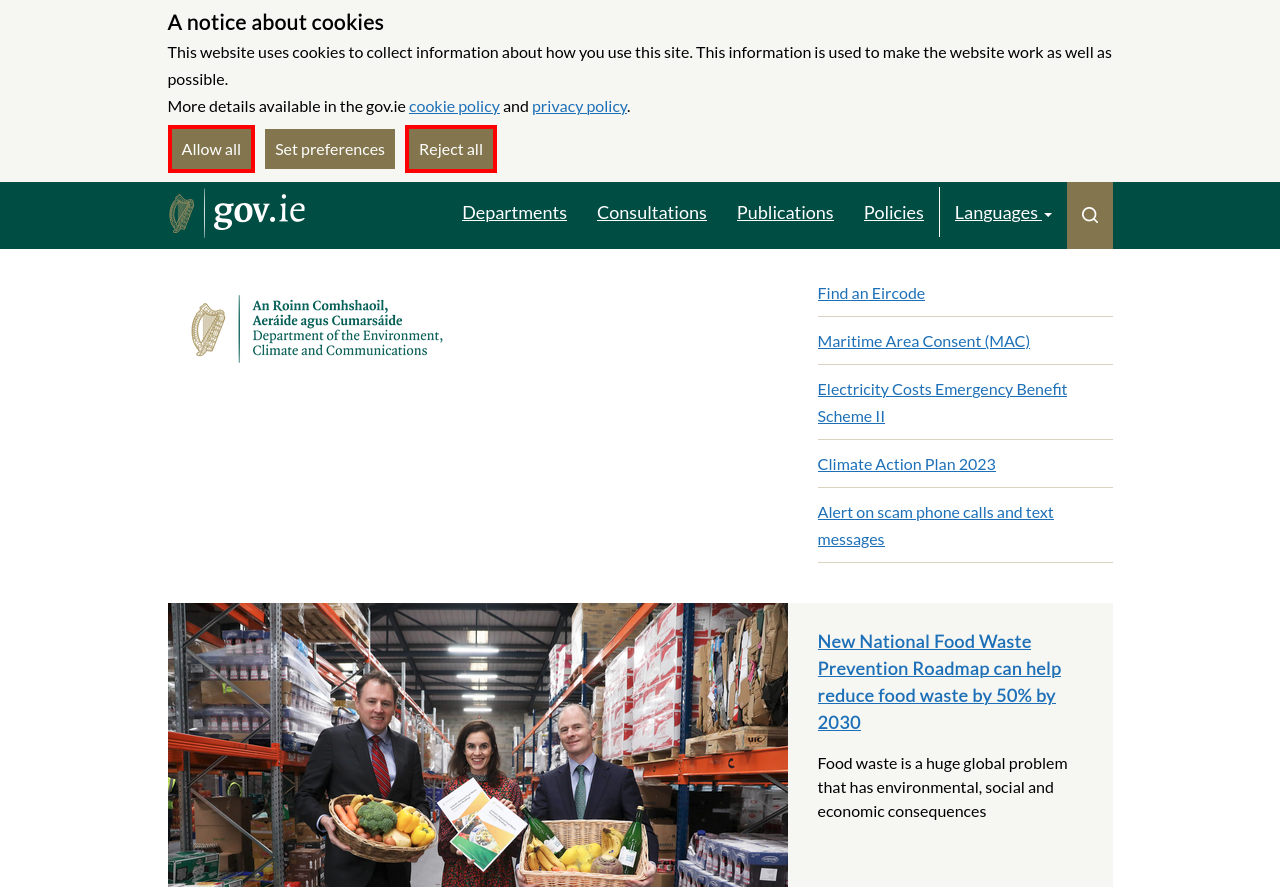 A notice about cookies
This website uses cookies to collect information about how you use this site. This information is used to make the website work as well as
possible.
More details available in the gov.ie cookie policy and privacy policy.
Allow all Set preferences Reject all
gov.ie Departments Consultations Publications Policies Languages
An Roinn Comhshaoil,
Aeráide agus Cumarsáide
Department of the Environment,
Climate and Communications
Find an Eircode
Maritime Area Consent (MAC)
Electricity Costs Emergency Benefit
Scheme II
Climate Action Plan 2023
Alert on scam phone calls and text
messages
New National Food Waste
Prevention Roadmap can help
reduce food waste by 50% by
2030
Food waste is a huge global problem
that has environmental, social and
economic consequences